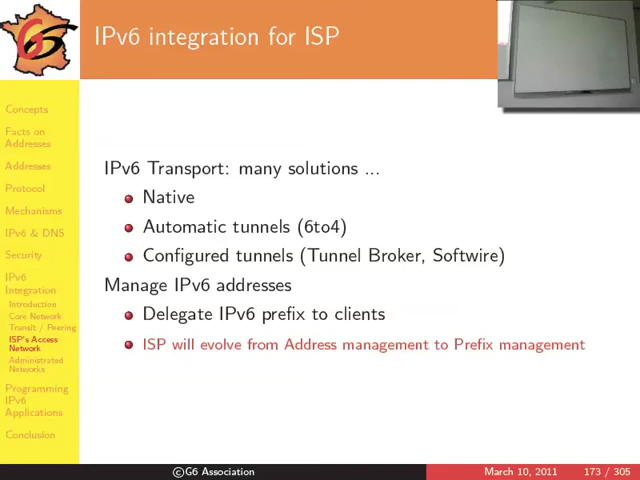 IPv6 integration for ISP
Concepts
Facts on
Addresses
Addresses
Protocol
Mechanisms
IPv6 & DNS
Security
IPv6
Integration
Introduction
Core Network
Transit / Peering
ISP's Access
Network
Administrated
Networks
Programming
IPv6
Applications
Conclusion
IPv6 Transport: many solutions ...
Native
Automatic tunnels (6to4)
Configured tunnels (Tunnel Broker, Softwire)
Manage IPv6 addresses
Delegate IPv6 prefix to clients
ISP will evolve from Address management to Prefix management
©G6 Association
March 10, 2011 173 / 305